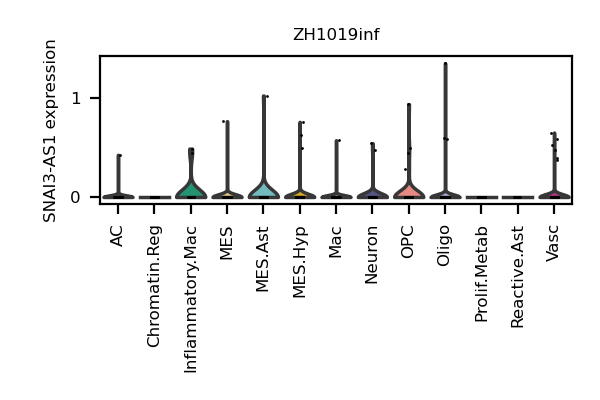 ZH1019inf
SNAI3-AS1 expression
1
0
AC
Chromatin.Reg
Inflammatory.Mac
MES
MES.Ast
MES.Hyp
Mac
Neuron
OPC
Oligo
Prolif.Metab
Reactive.Ast
Vasc